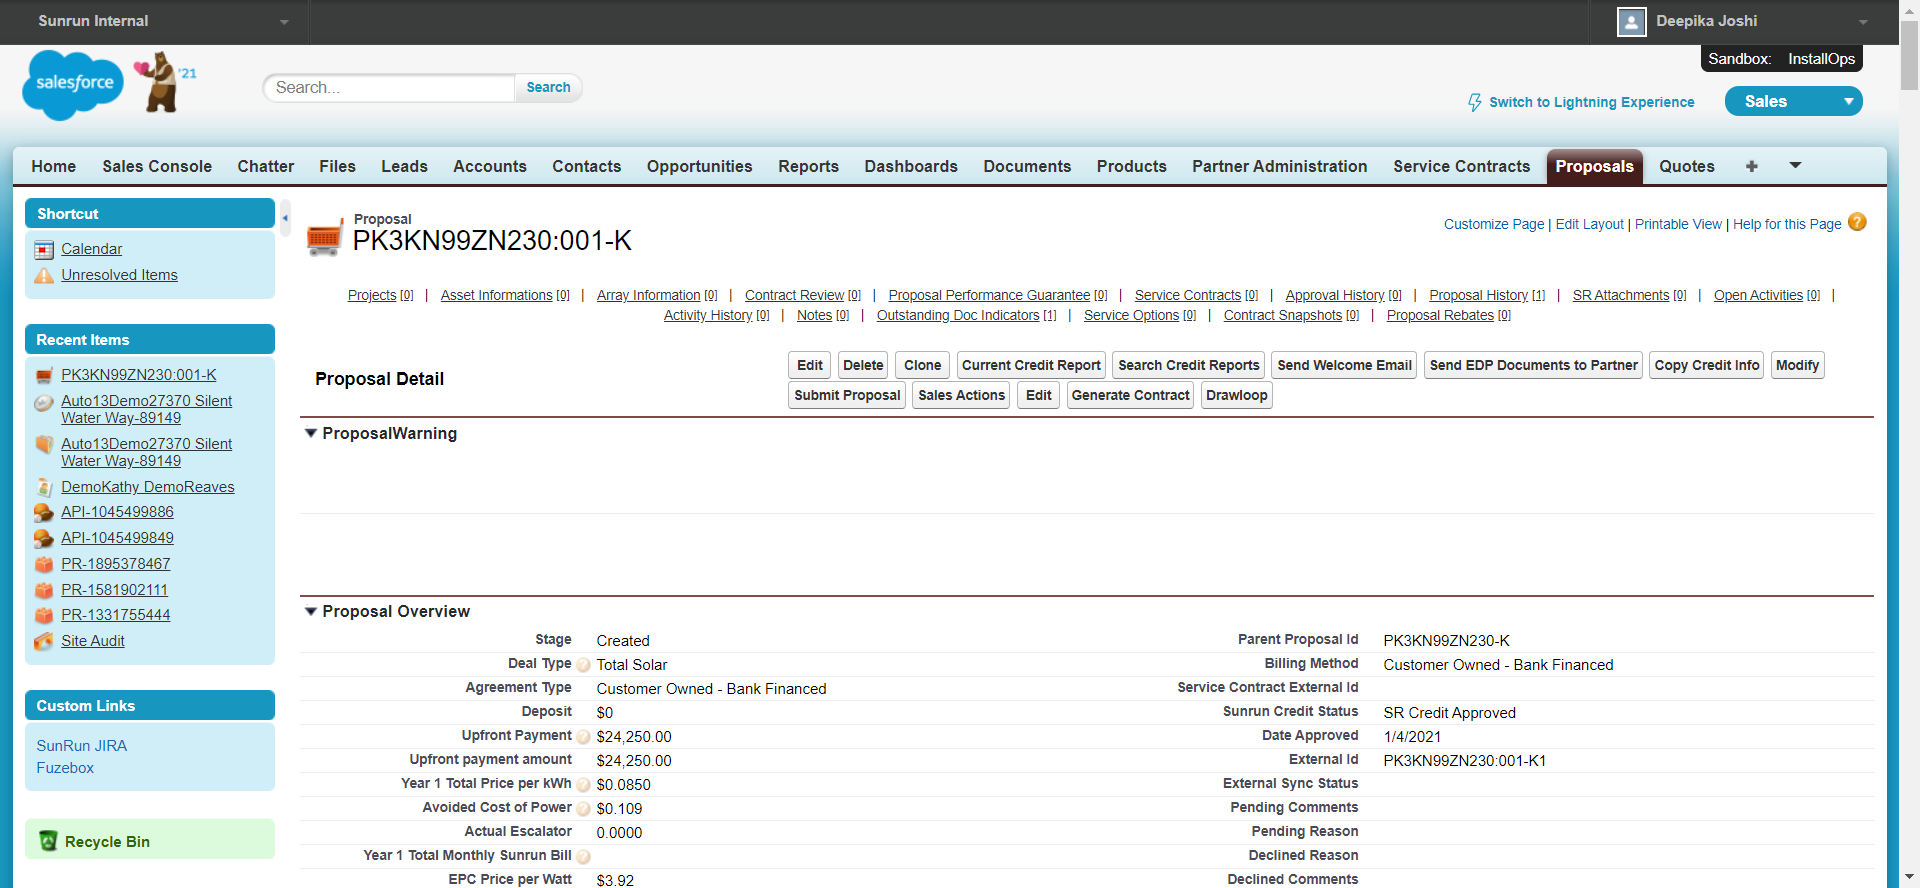 Sunrun Internal
Deepika Joshi
Sandbox: InstallOps
salesforce
'21
Search...
Search
Switch to Lightning Experience
Sales
Home Sales Console Chatter Files Leads Accounts Contacts Opportunities Reports Dashboards Documents Products Partner Administration Service Contracts Proposals Quotes +
Shortcut
Calendar
Unresolved Items
Recent Items
PK3KN99ZN230:001-K
Auto13Demo27370 Silent
Water Way-89149
Auto13Demo27370 Silent
Water Way-89149
DemoKathy DemoReaves
API-1045499886
API-1045499849
PR-1895378467
PR-1581902111
PR-1331755444
Site Audit
Custom Links
SunRun JIRA
Fuzebox
Recycle Bin
Proposal
PK3KN99ZN230:001-K
Customize Page | Edit Layout | Printable View | Help for this Page ?
Projects [0] | Asset Informations [0] | Array Information [0] | Contract Review [0] | Proposal Performance Guarantee [0] | Service Contracts [0] | Approval History [0] | Proposal History [1] | SR Attachments [0] | Open Activities [0] |
Activity History [0] | Notes [0] | Outstanding Doc Indicators [1] | Service Options [0] | Contract Snapshots [0] | Proposal Rebates [0]
Proposal Detail
Edit Delete Clone Current Credit Report Search Credit Reports Send Welcome Email Send EDP Documents to Partner Copy Credit Info Modify
Submit Proposal Sales Actions Edit Generate Contract Drawloop
ProposalWarning
Proposal Overview
Stage Created Parent Proposal Id PK3KN99ZN230-K
Deal Type ? Total Solar Billing Method Customer Owned - Bank Financed
Agreement Type Customer Owned - Bank Financed Service Contract External Id
Deposit $0 Sunrun Credit Status SR Credit Approved
Upfront Payment ? $24,250.00 Date Approved 1/4/2021
Upfront payment amount $24,250.00 External Id PK3KN99ZN230:001-K1
Year 1 Total Price per kWh ? $0.0850 External Sync Status
Avoided Cost of Power ? $0.109 Pending Comments
Actual Escalator 0.0000 Pending Reason
Year 1 Total Monthly Sunrun Bill ? Declined Reason
EPC Price per Watt $3.92 Declined Comments